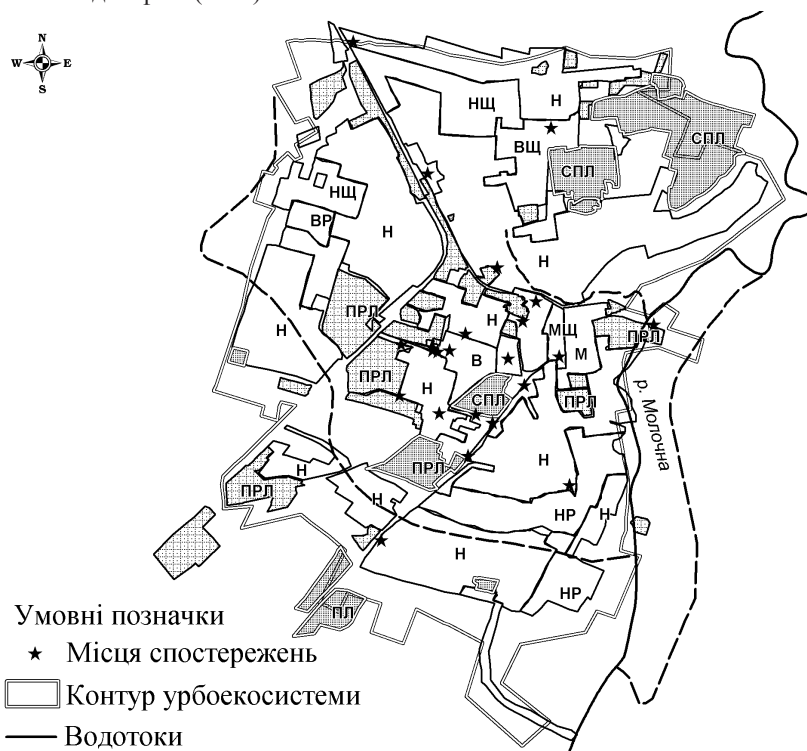 N
W E
S
НЩ Н
ВЩ
СПЛ СПЛ
НЩ
ВР
Н
Н
Н
ПРЛ
Н
МЩ
ПРЛ
В
М
ПРЛ
Н
СПЛ
ПРЛ
р. Молочна
ПРЛ
Н
Н
ПРЛ
Н
НР
Н
Н
НР
ПЛ
Умовні позначки
Місця спостережень
Контур урбоекосистеми
Водотоки